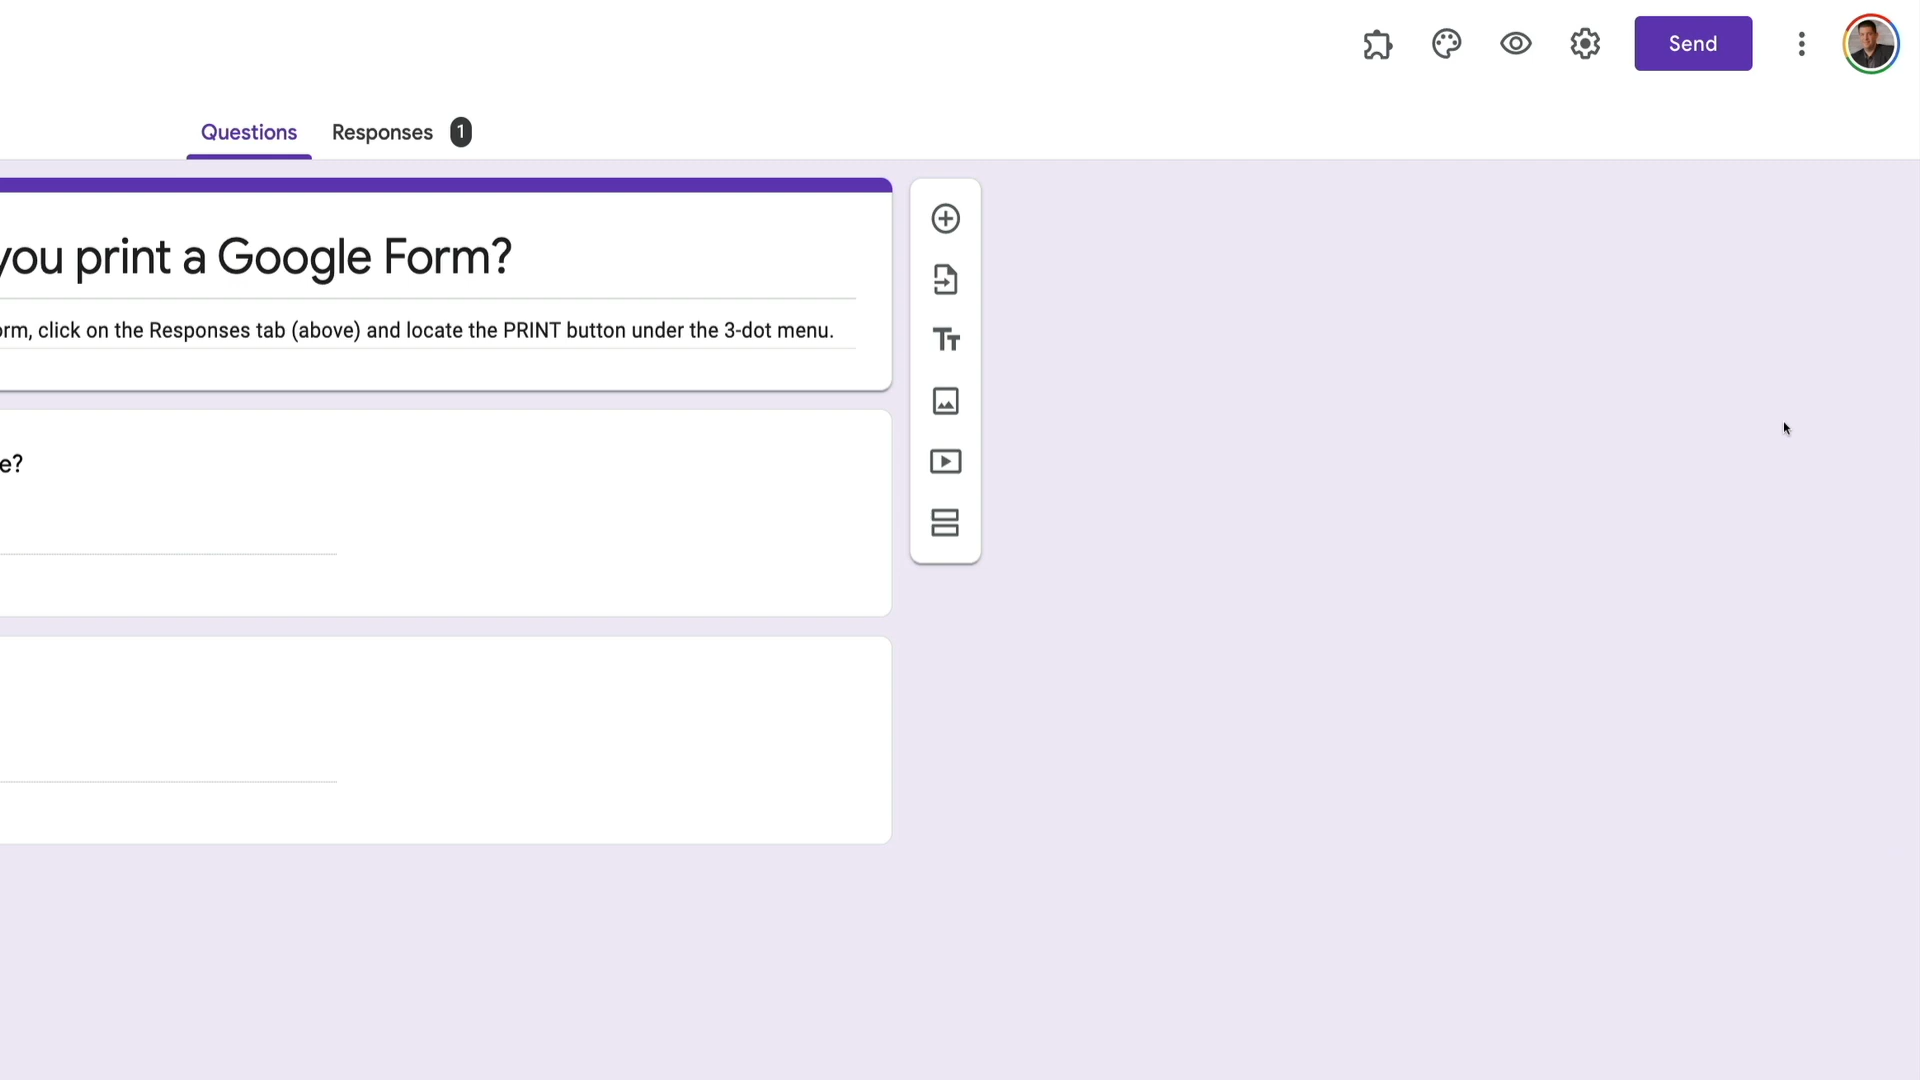 Send
Questions Responses 1
you print a Google Form?
orm, click on the Responses tab (above) and locate the PRINT button under the 3-dot menu.
e?